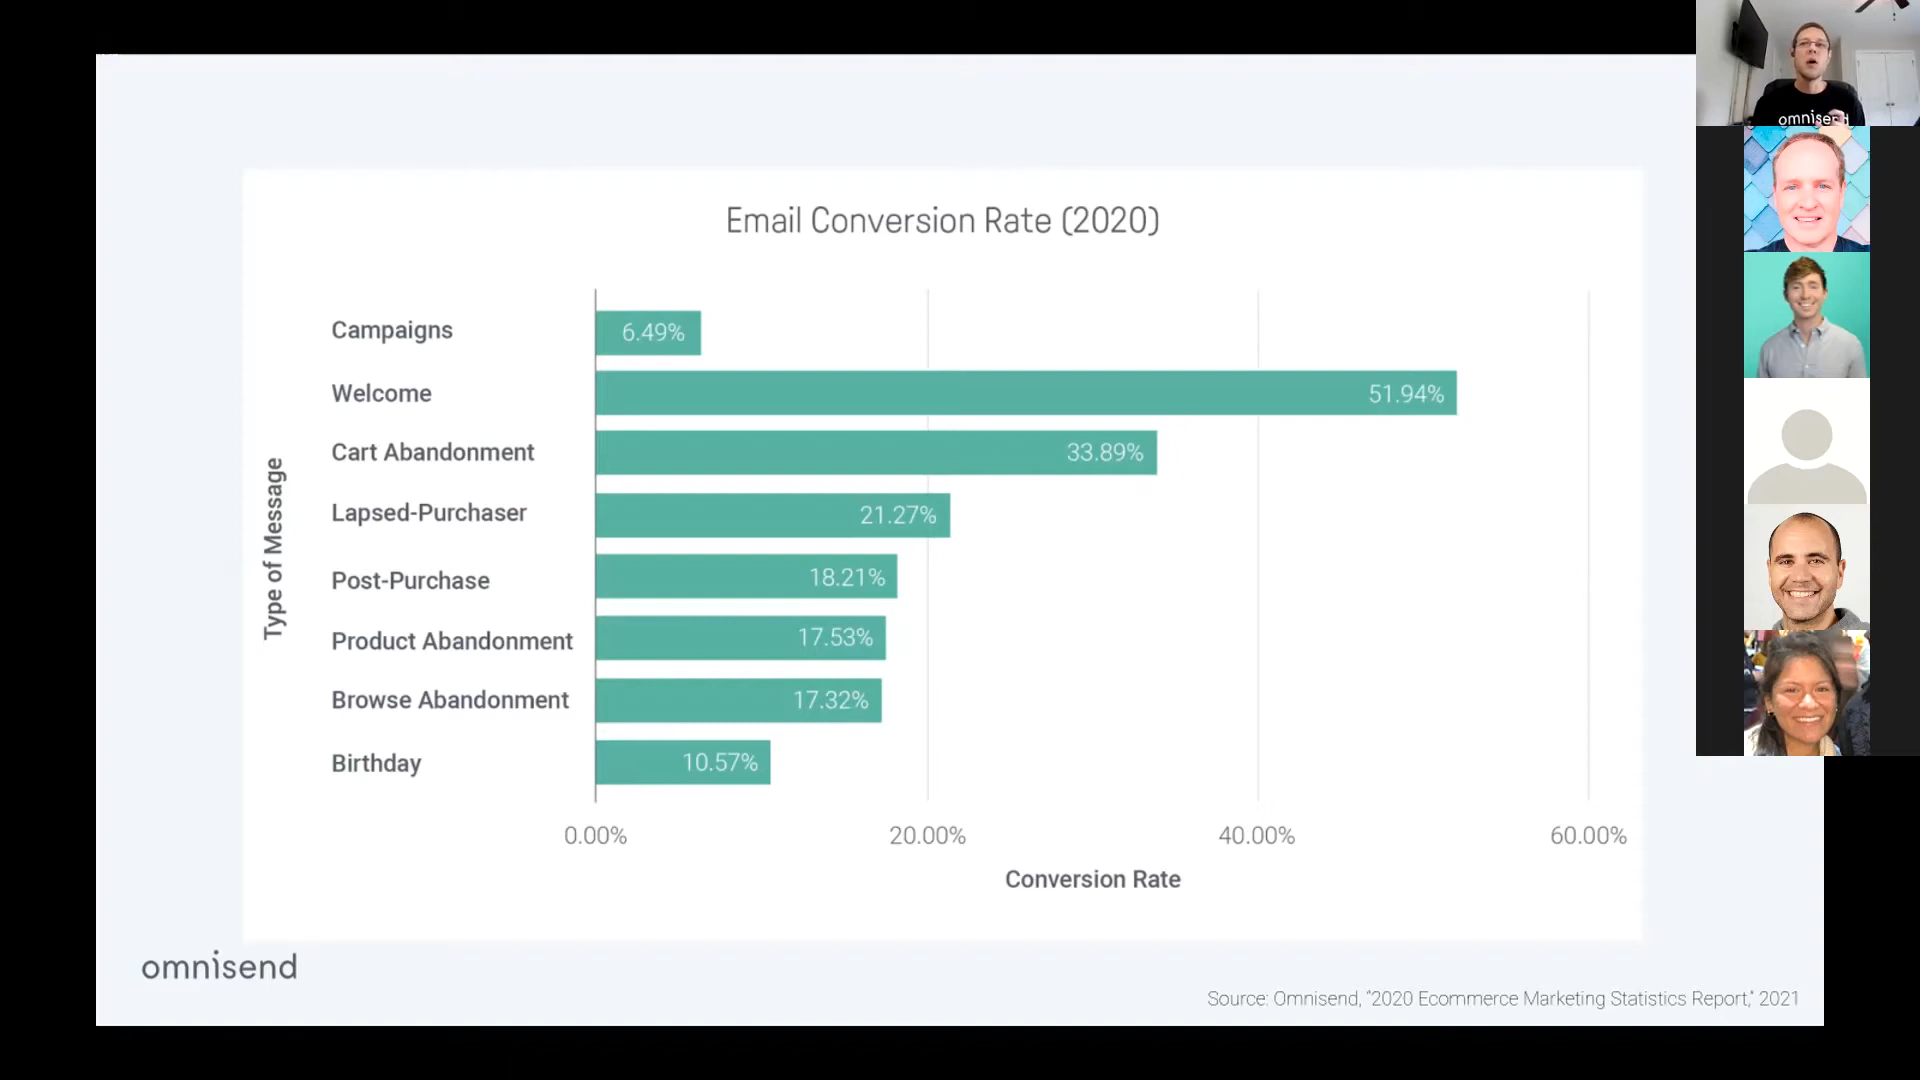 omnisend
Email Conversion Rate (2020)
Type of Message
Campaigns 6.49%
Welcome 51.94%
Cart Abandonment 33.89%
Lapsed-Purchaser 21.27%
Post-Purchase 18.21%
Product Abandonment 17.53%
Browse Abandonment 17.32%
Birthday 10.57%
0.00% 20.00% 40.00% 60.00%
Conversion Rate
omnisend
Source: Omnisend, “2020 Ecommerce Marketing Statistics Report,” 2021